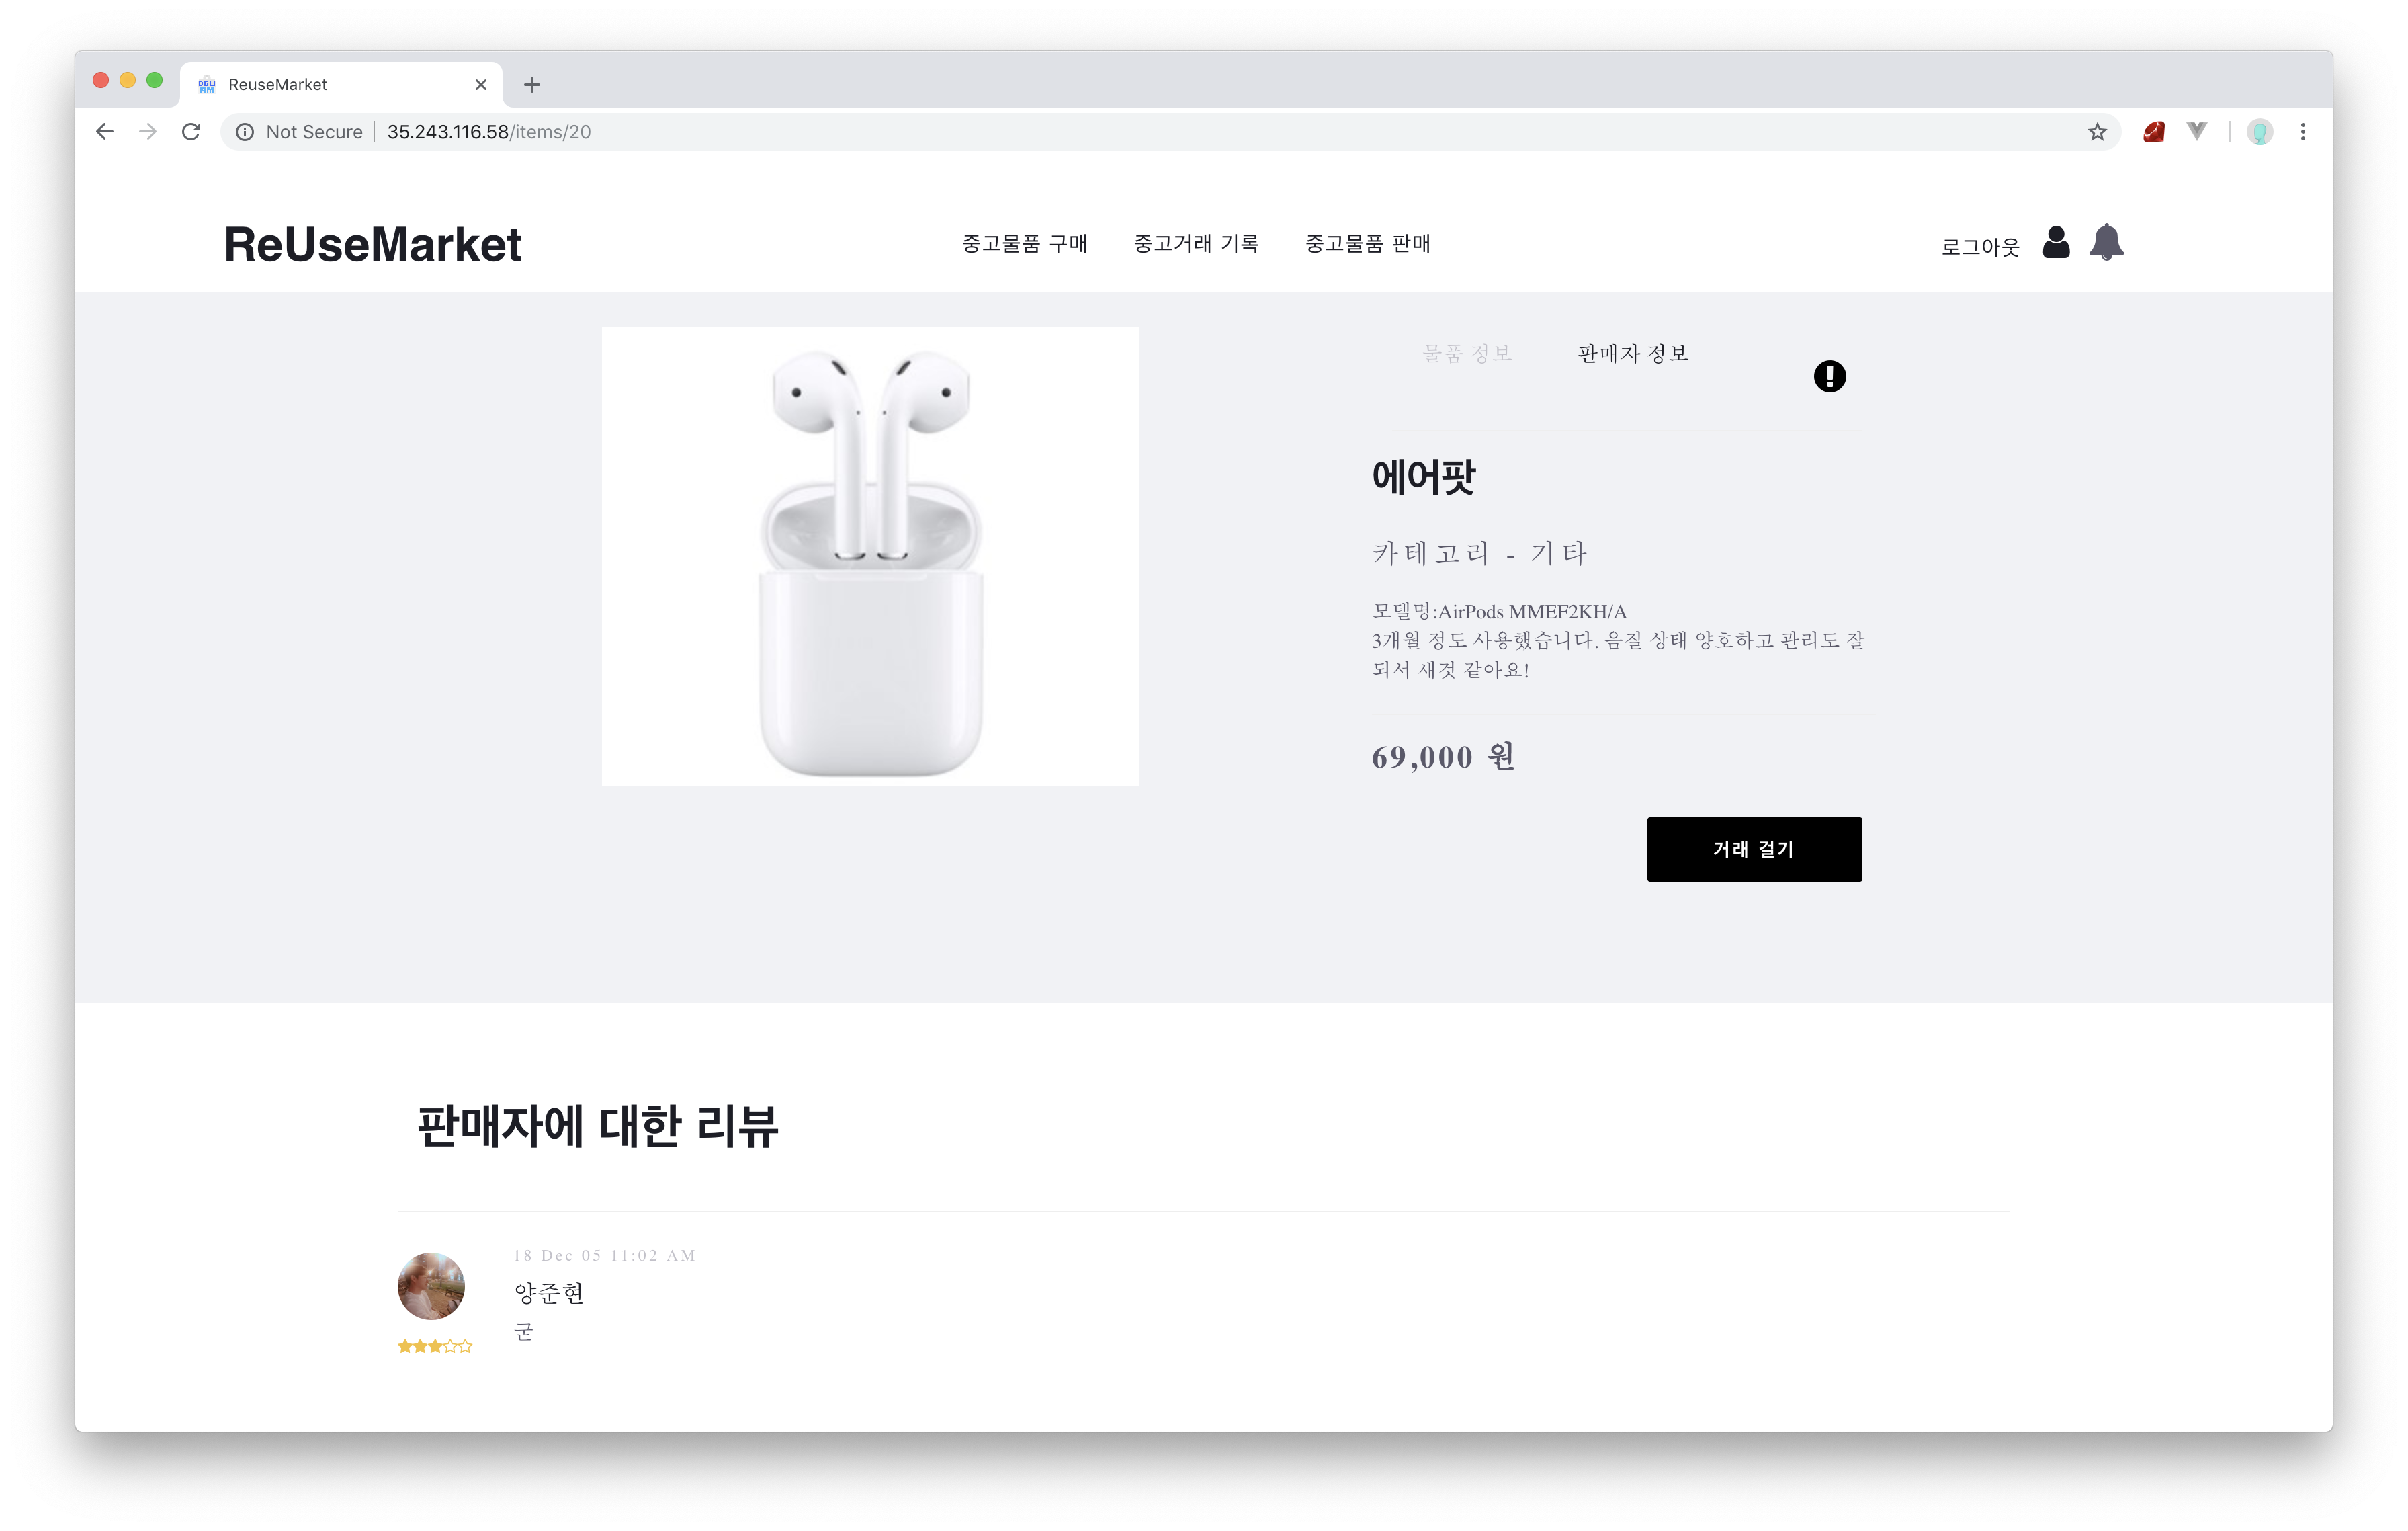 ReuseMarket
Not Secure | 35.243.116.58/items/20
ReUseMarket
중고물품 구매 중고거래 기록 중고물품 판매
로그아웃
물품 정보 판매자 정보
에어팟
카테고리 - 기타
모델명:AirPods MMEF2KH/A
3개월 정도 사용했습니다. 음질 상태 양호하고 관리도 잘
되서 새것 같아요!
69,000 원
거래 걸기
판매자에 대한 리뷰
18 Dec 05 11:02 AM
양준현
굳